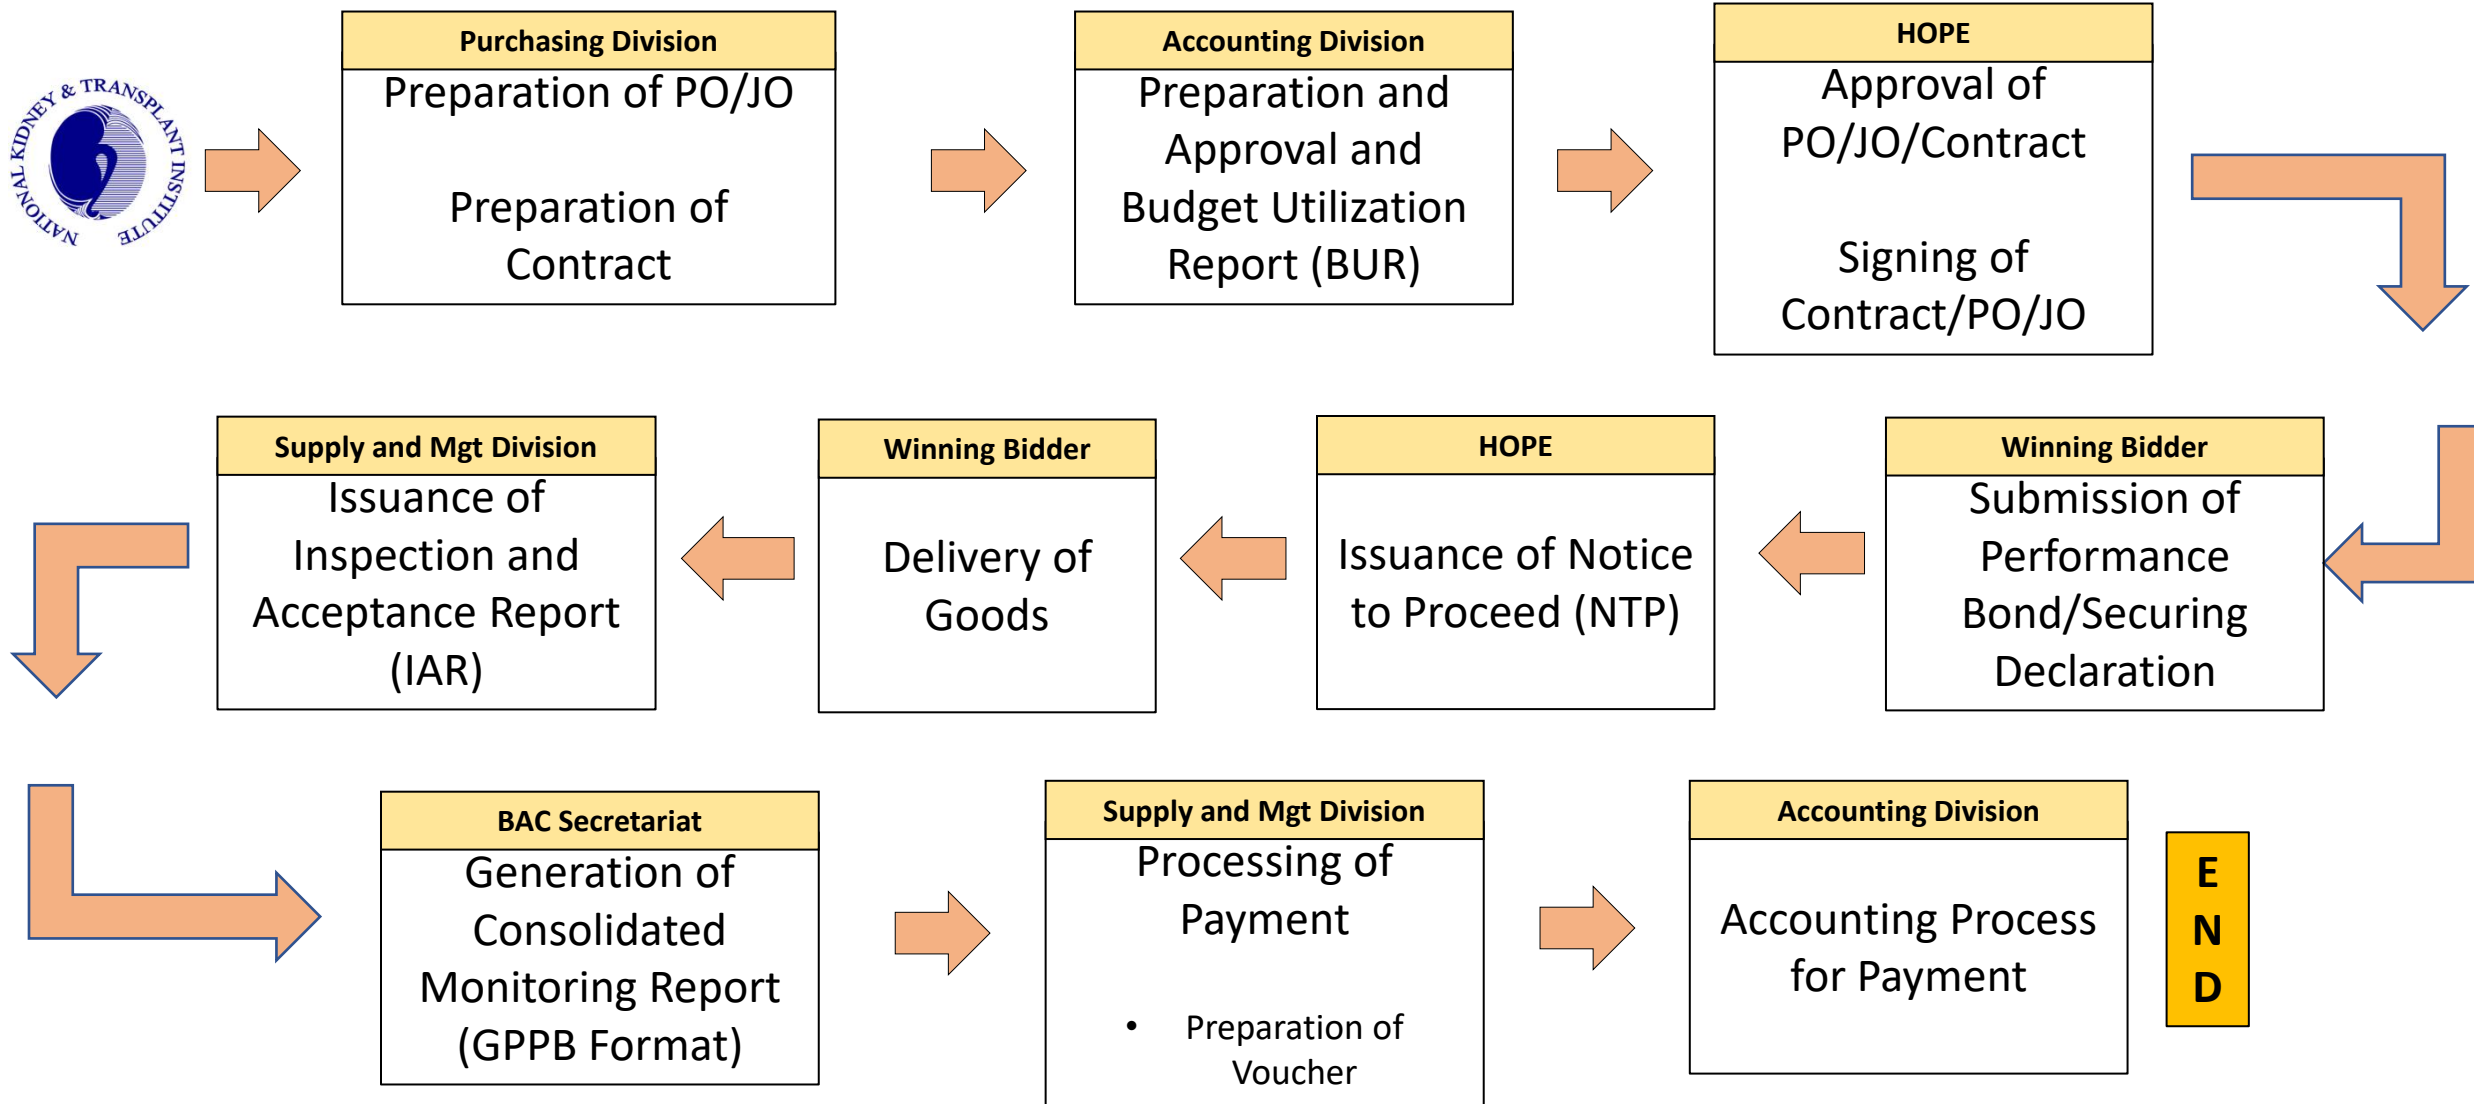 NATIONAL KIDNEY & TRANSPLANT INSTITUTE
Purchasing Division
Preparation of PO/JO
Preparation of
Contract
Accounting Division
Preparation and
Approval and
Budget Utilization
Report (BUR)
HOPE
Approval of
PO/JO/Contract
Signing of
Contract/PO/JO
Winning Bidder
Submission of
Performance
Bond/Securing
Declaration
HOPE
Issuance of Notice
to Proceed (NTP)
Winning Bidder
Delivery of
Goods
Supply and Mgt Division
Issuance of
Inspection and
Acceptance Report
(IAR)
BAC Secretariat
Generation of
Consolidated
Monitoring Report
(GPPB Format)
Supply and Mgt Division
Processing of
Payment
• Preparation of
Voucher
Accounting Division
Accounting Process
for Payment
E
N
D